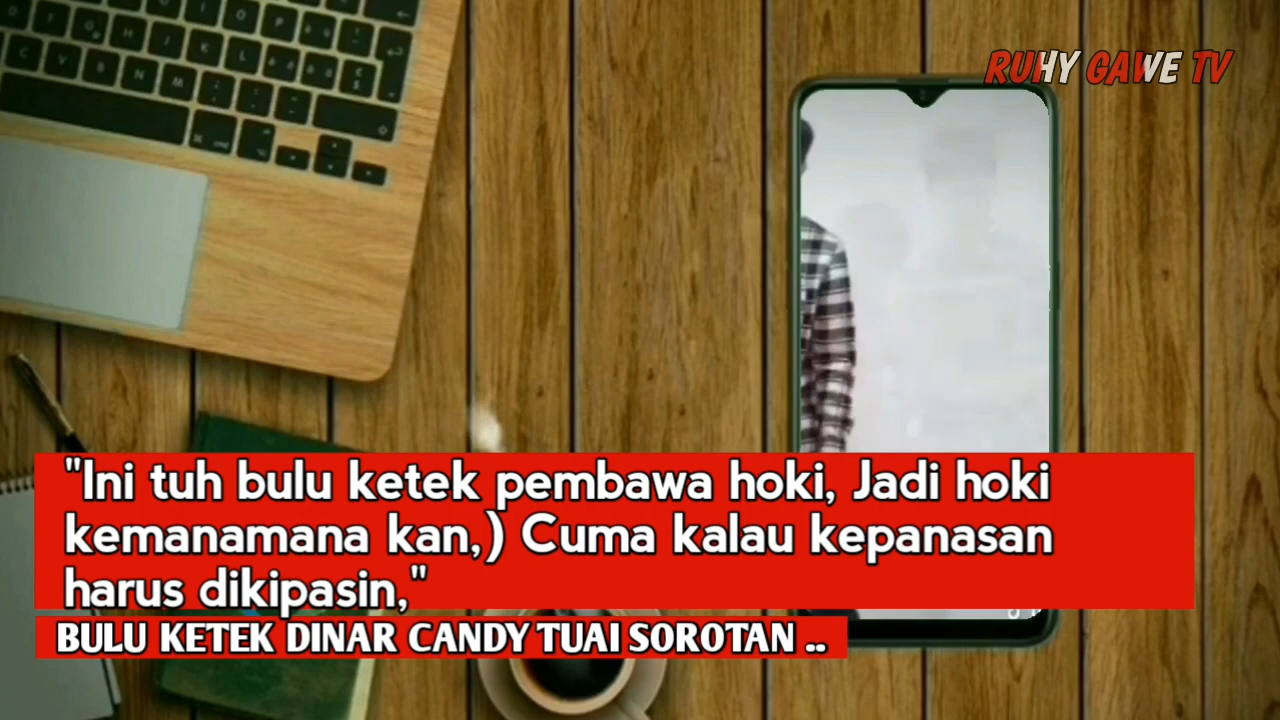 RUHY GAWE TV
"Ini tuh bulu ketek pembawa hoki, Jadi hoki
kemanamana kan,) Cuma kalau kepanasan
harus dikipasin,"
BULU KETEK DINAR CANDY TUAI SOROTAN ..